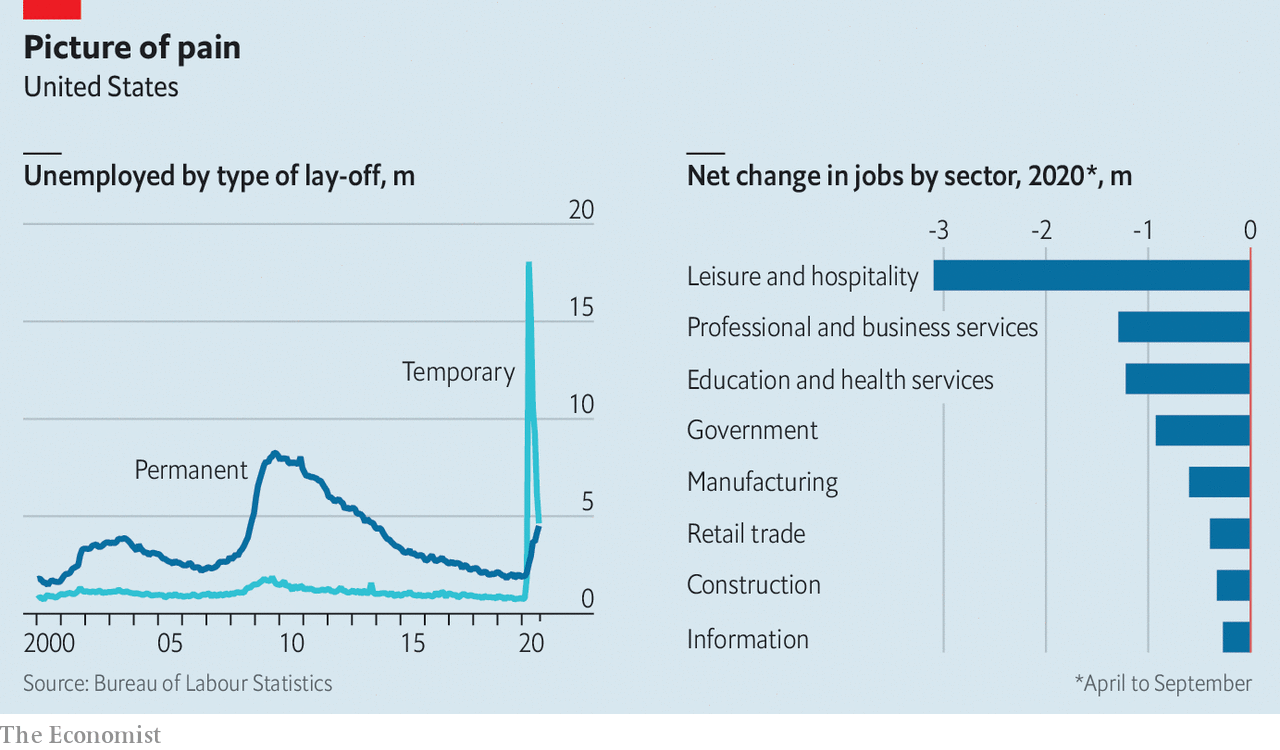 Picture of pain
United States
Unemployed by type of lay-off, m
20
15
10
5
0
Temporary
Permanent
2000 05 10 15 20
Source: Bureau of Labour Statistics
Net change in jobs by sector, 2020*, m
-3 -2 -1 0
Leisure and hospitality
Professional and business services
Education and health services
Government
Manufacturing
Retail trade
Construction
Information
*April to September
The Economist